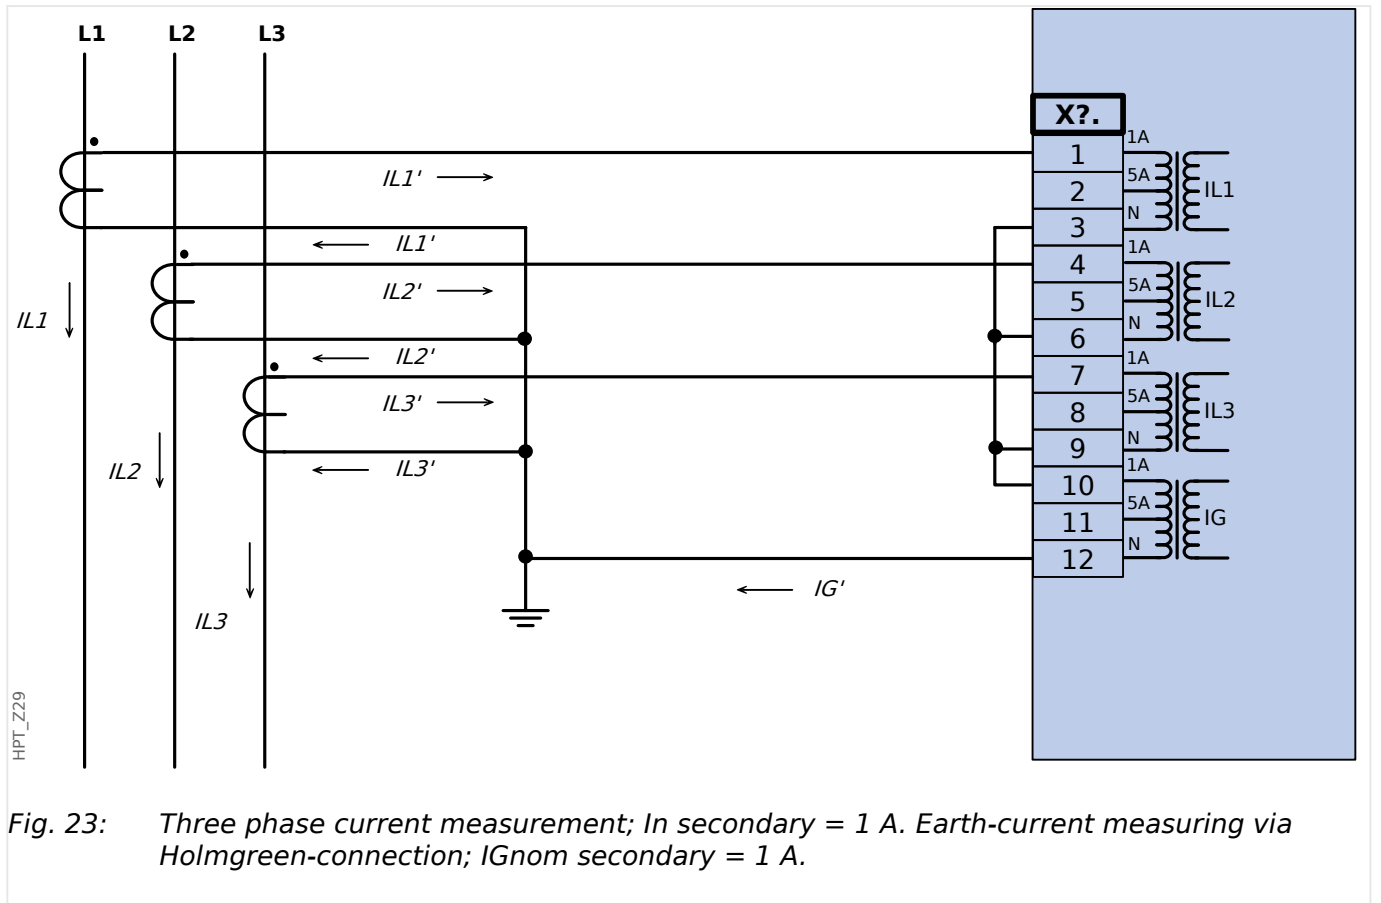 L1 L2 L3
X?.
1 1A
IL1'
2 5A IL1
3 N
IL1'
4 1A
IL2'
5 5A IL2
IL1
6 N
IL2'
7 1A
IL3'
8 5A IL3
9 N
IL3'
IL2
10 1A
11 5A IG
12 N
IG'
IL3
HPT_Z29
Fig. 23: Three phase current measurement; In secondary = 1 A. Earth-current measuring via
Holmgreen-connection; IGnom secondary = 1 A.